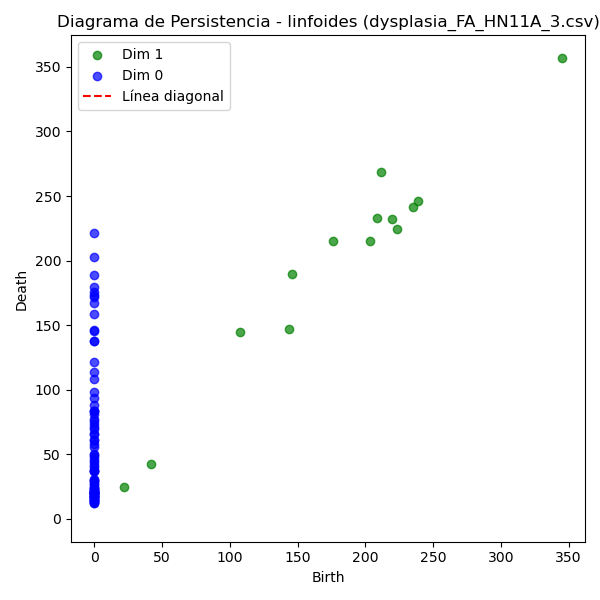 Diagrama de Persistencia - linfoides (dysplasia_FA_HN11A_3.csv)
Dim 1
Dim 0
Línea diagonal
Death
350
300
250
200
150
100
50
0
0 50 100 150 200 250 300 350
Birth